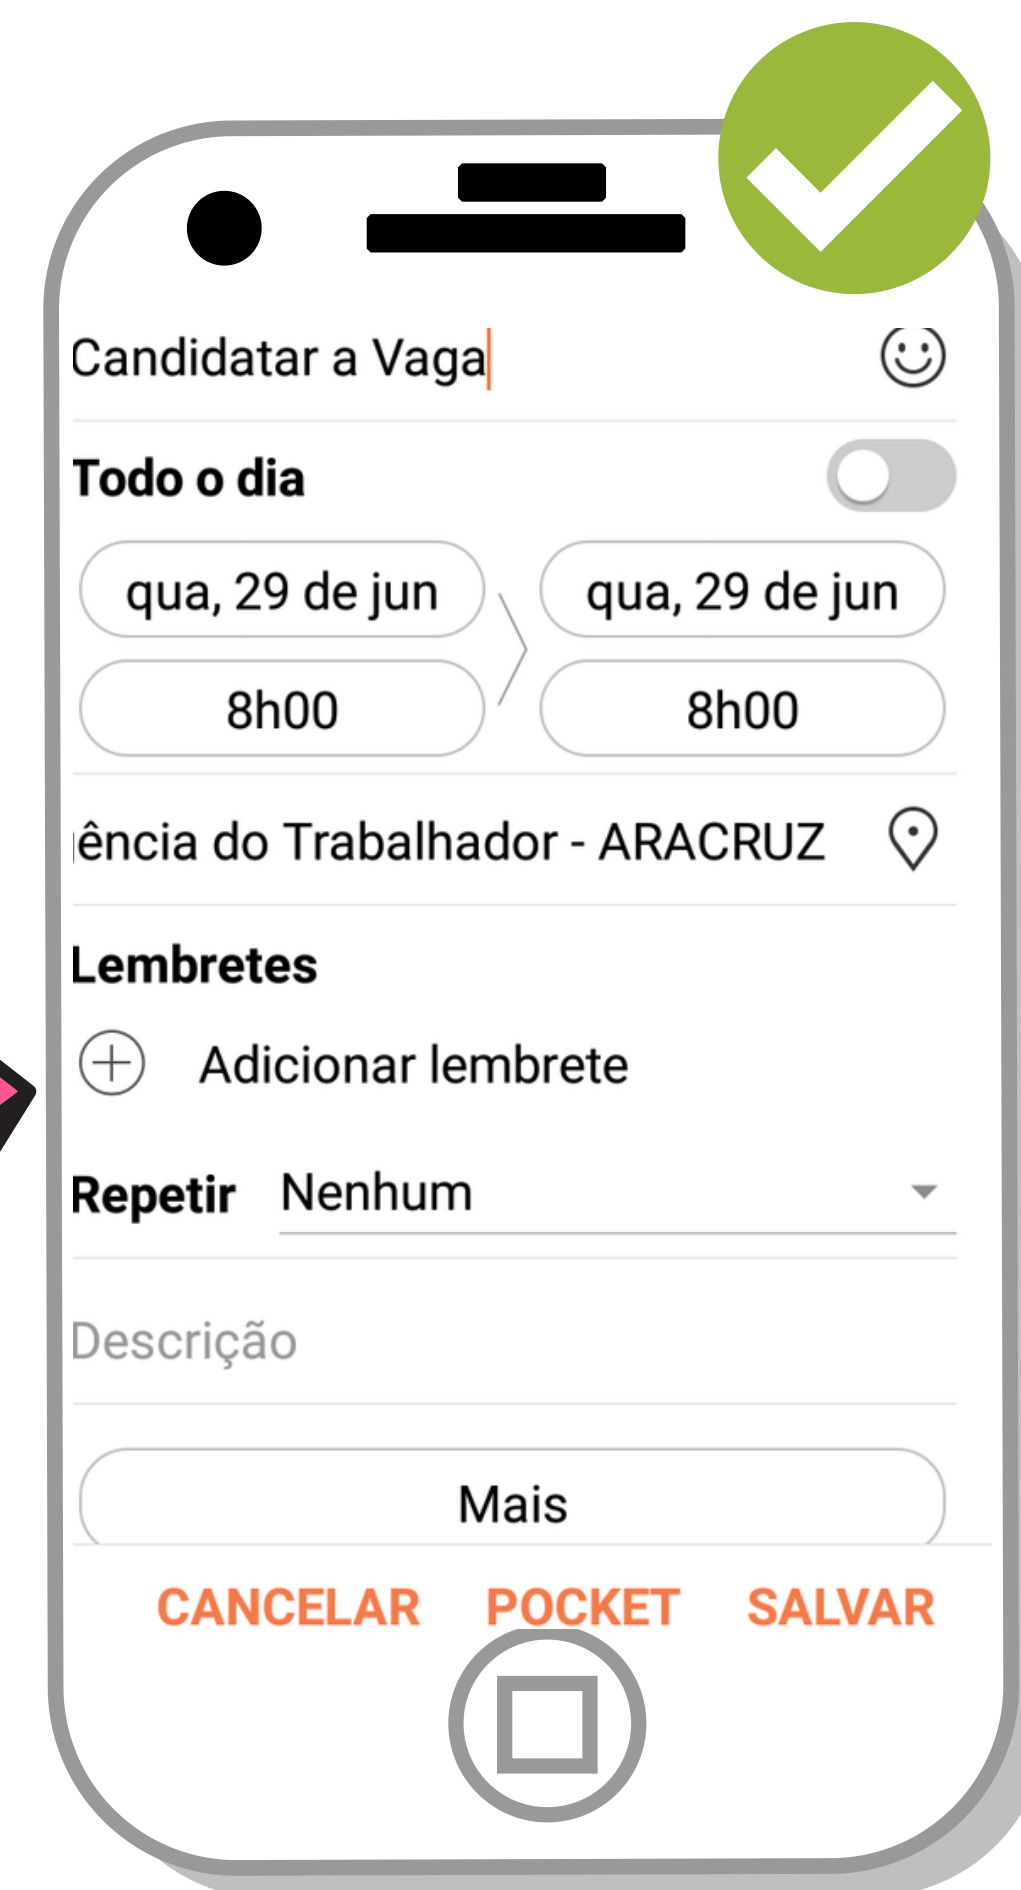 Candidatar a Vaga
Todo o dia
qua, 29 de jun
qua, 29 de jun
8h00
8h00
ência do Trabalhador - ARACRUZ
Lembretes
Adicionar lembrete
Repetir Nenhum
Descrição
Mais
CANCELAR POCKET SALVAR